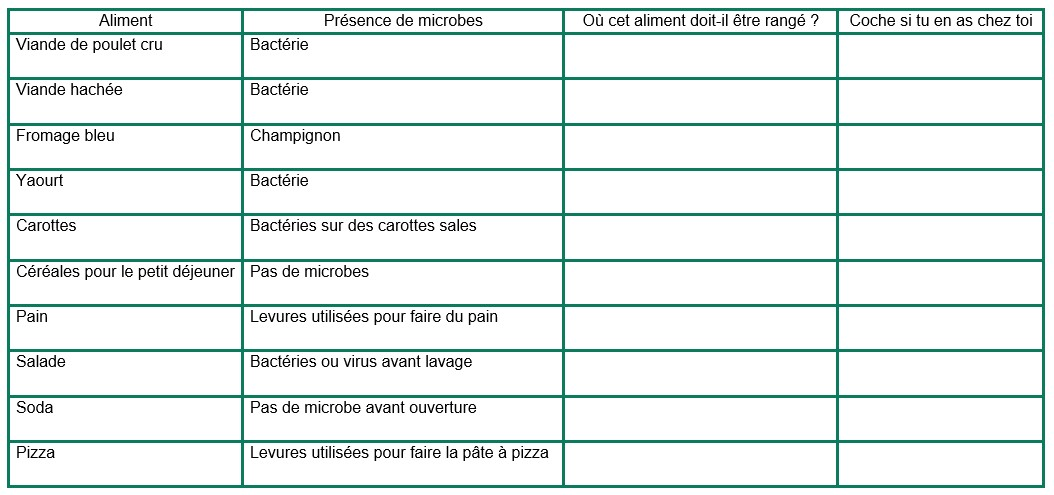 Aliment Présence de microbes Où cet aliment doit-il être rangé ? Coche si tu en as chez toi
Viande de poulet cru Bactérie
Viande hachée Bactérie
Fromage bleu Champignon
Yaourt Bactérie
Carottes Bactéries sur des carottes sales
Céréales pour le petit déjeuner Pas de microbes
Pain Levures utilisées pour faire du pain
Salade Bactéries ou virus avant lavage
Soda Pas de microbe avant ouverture
Pizza Levures utilisées pour faire la pâte à pizza